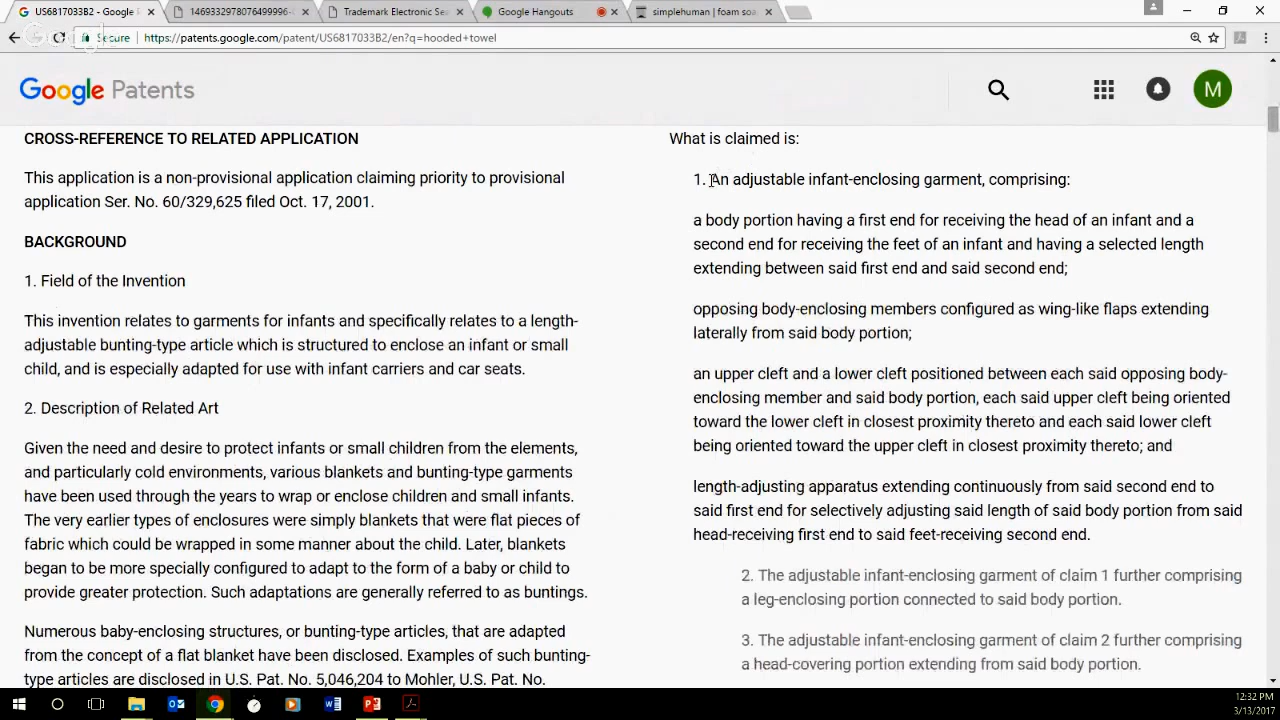 US6817033B2 - Google P
1469332978076499996-
Trademark Electronic Sea
Google Hangouts
simplehuman | foam soa
Secure
https://patents.google.com/patent/US6817033B2/en?q=hooded+towel
Google Patents
M
CROSS-REFERENCE TO RELATED APPLICATION
This application is a non-provisional application claiming priority to provisional
application Ser. No. 60/329,625 filed Oct. 17, 2001.
BACKGROUND
1. Field of the Invention
This invention relates to garments for infants and specifically relates to a length-
adjustable bunting-type article which is structured to enclose an infant or small
child, and is especially adapted for use with infant carriers and car seats.
2. Description of Related Art
Given the need and desire to protect infants or small children from the elements,
and particularly cold environments, various blankets and bunting-type garments
have been used through the years to wrap or enclose children and small infants.
The very earlier types of enclosures were simply blankets that were flat pieces of
fabric which could be wrapped in some manner about the child. Later, blankets
began to be more specially configured to adapt to the form of a baby or child to
provide greater protection. Such adaptations are generally referred to as buntings.
Numerous baby-enclosing structures, or bunting-type articles, that are adapted
from the concept of a flat blanket have been disclosed. Examples of such bunting-
type articles are disclosed in U.S. Pat. No. 5,046,204 to Mohler, U.S. Pat. No.
What is claimed is:
1. An adjustable infant-enclosing garment, comprising:
a body portion having a first end for receiving the head of an infant and a
second end for receiving the feet of an infant and having a selected length
extending between said first end and said second end;
opposing body-enclosing members configured as wing-like flaps extending
laterally from said body portion;
an upper cleft and a lower cleft positioned between each said opposing body-
enclosing member and said body portion, each said upper cleft being oriented
toward the lower cleft in closest proximity thereto and each said lower cleft
being oriented toward the upper cleft in closest proximity thereto; and
length-adjusting apparatus extending continuously from said second end to
said first end for selectively adjusting said length of said body portion from said
head-receiving first end to said feet-receiving second end.
2. The adjustable infant-enclosing garment of claim 1 further comprising
a leg-enclosing portion connected to said body portion.
3. The adjustable infant-enclosing garment of claim 2 further comprising
a head-covering portion extending from said body portion.
12:32 PM
3/13/2017